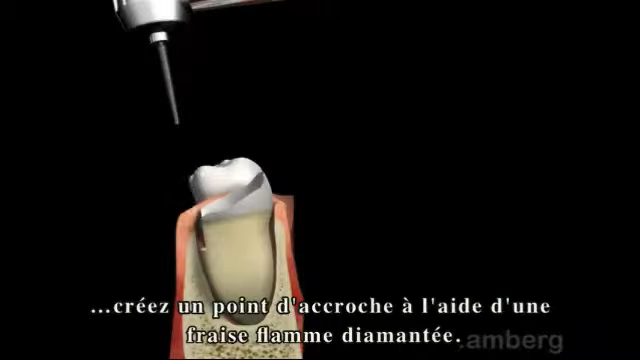 ...créez un point d'accroche à l'aide d'une
fraise flamme diamantée.
.amberg